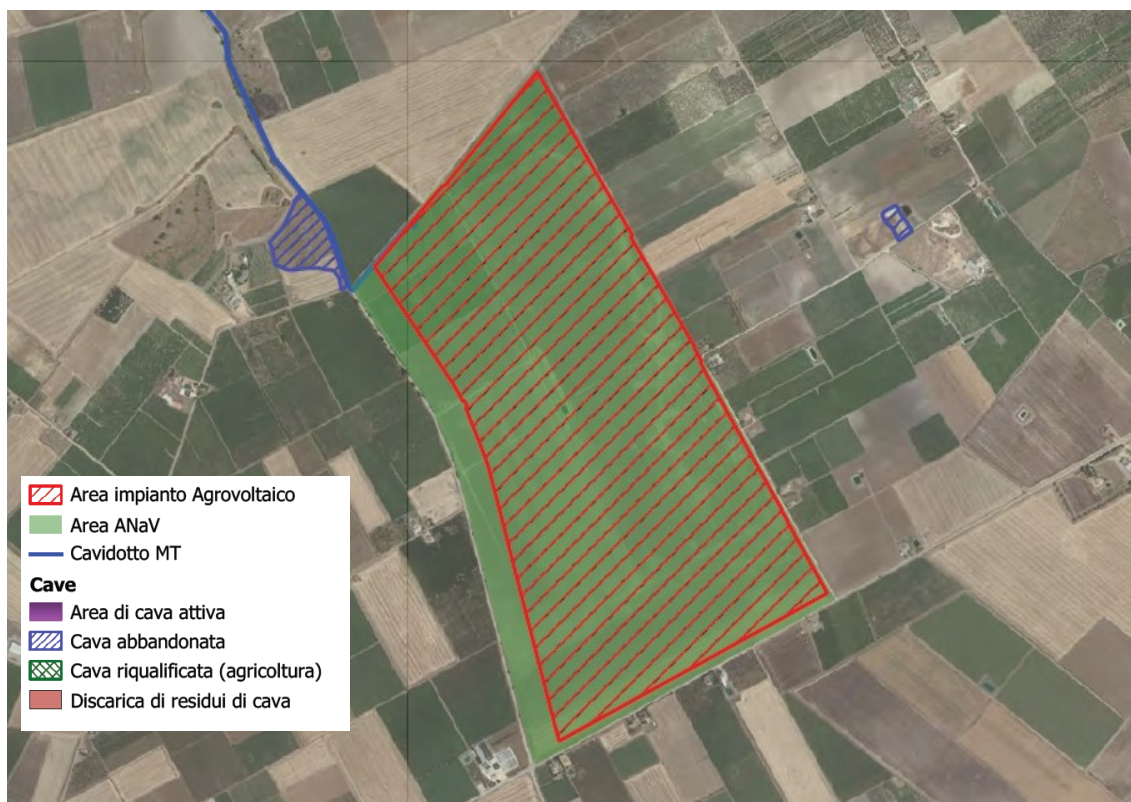 Area impianto Agrovoltaico
Area ANaV
Cavidotto MT
Cave
Area di cava attiva
Cava abbandonata
Cava riqualificata (agricoltura)
Discarica di residui di cava